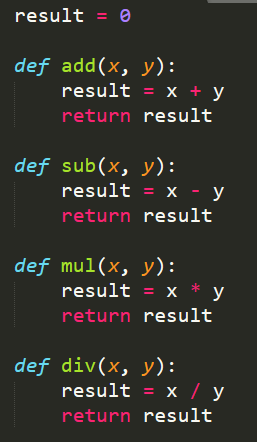 result = 0
def add(x, y):
    result = x + y
    return result
def sub(x, y):
    result = x - y
    return result
def mul(x, y):
    result = x * y
    return result
def div(x, y):
    result = x / y
    return result